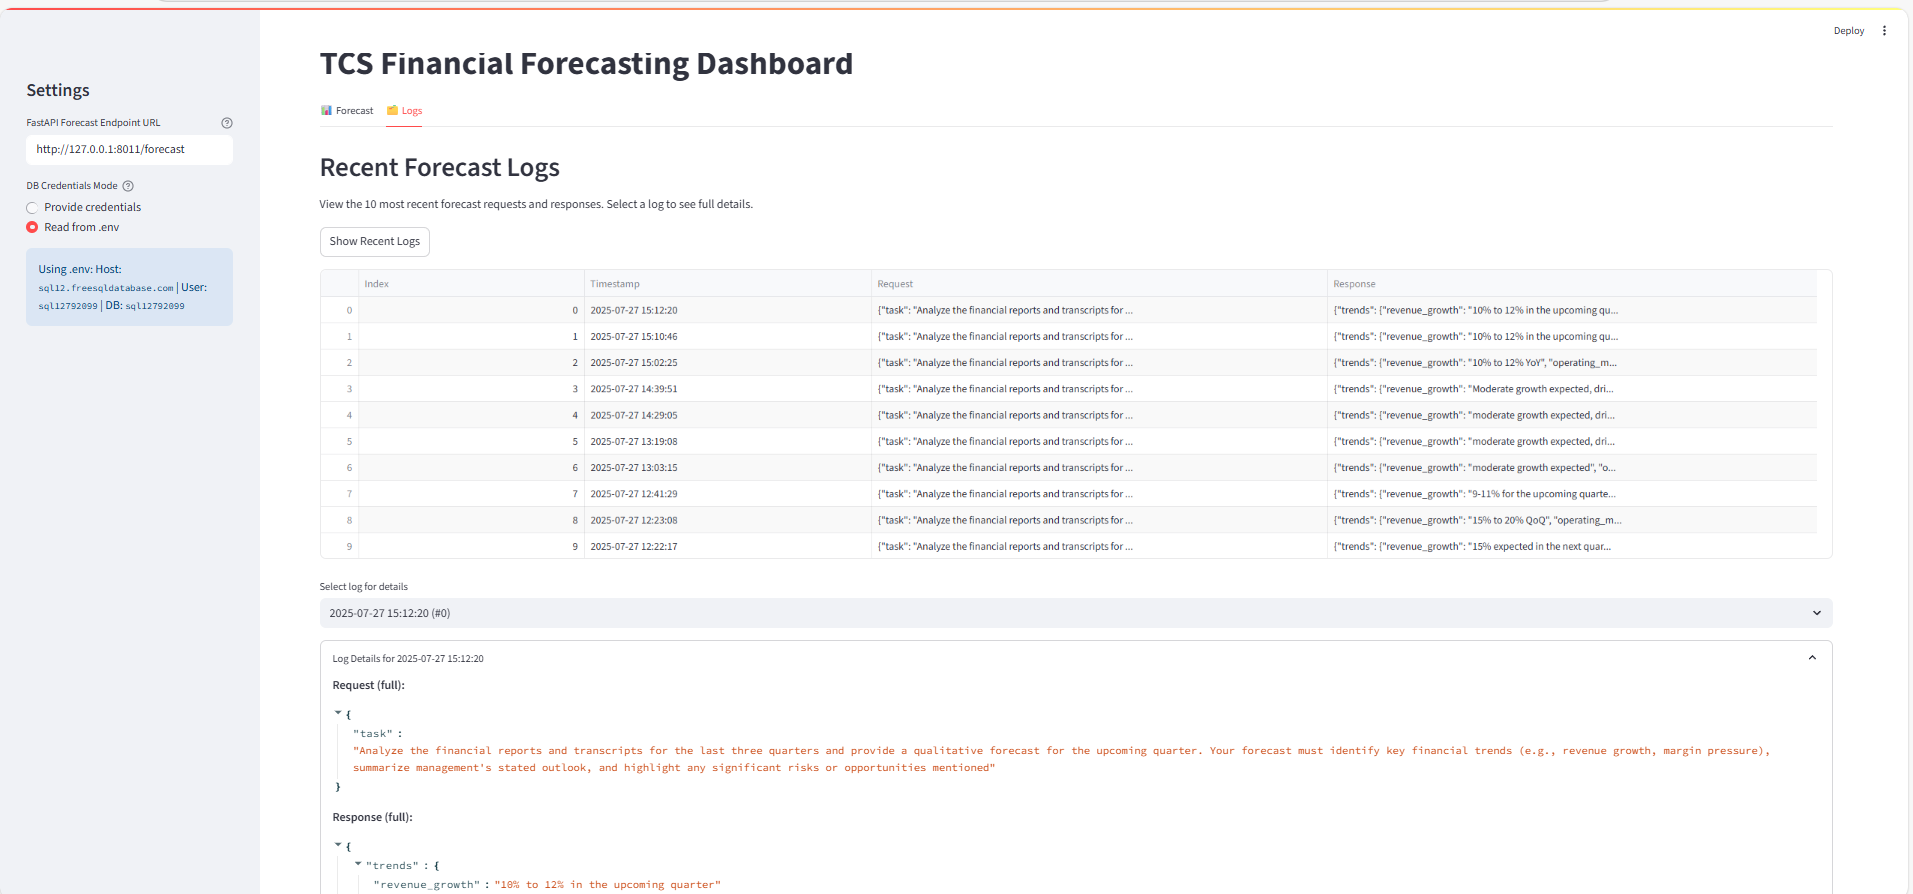 Deploy
TCS Financial Forecasting Dashboard
Settings
FastAPI Forecast Endpoint URL
http://127.0.0.1:8011/forecast
DB Credentials Mode
Provide credentials
Read from .env
Using .env: Host:
sql12.freesqldatabase.com | User:
sql12792099 | DB: sql12792099
Forecast Logs
Recent Forecast Logs
View the 10 most recent forecast requests and responses. Select a log to see full details.
Show Recent Logs
Index Timestamp Request Response
0 0 2025-07-27 15:12:20 {"task": "Analyze the financial reports and transcripts for ... {"trends": {"revenue_growth": "10% to 12% in the upcoming qu...
1 1 2025-07-27 15:10:46 {"task": "Analyze the financial reports and transcripts for ... {"trends": {"revenue_growth": "10% to 12% in the upcoming qu...
2 2 2025-07-27 15:02:25 {"task": "Analyze the financial reports and transcripts for ... {"trends": {"revenue_growth": "10% to 12% YoY", "operating_m...
3 3 2025-07-27 14:39:51 {"task": "Analyze the financial reports and transcripts for ... {"trends": {"revenue_growth": "Moderate growth expected, dri...
4 4 2025-07-27 14:29:05 {"task": "Analyze the financial reports and transcripts for ... {"trends": {"revenue_growth": "moderate growth expected, dri...
5 5 2025-07-27 13:19:08 {"task": "Analyze the financial reports and transcripts for ... {"trends": {"revenue_growth": "moderate growth expected, dri...
6 6 2025-07-27 13:03:15 {"task": "Analyze the financial reports and transcripts for ... {"trends": {"revenue_growth": "moderate growth expected", "o...
7 7 2025-07-27 12:41:29 {"task": "Analyze the financial reports and transcripts for ... {"trends": {"revenue_growth": "9-11% for the upcoming quarte...
8 8 2025-07-27 12:23:08 {"task": "Analyze the financial reports and transcripts for ... {"trends": {"revenue_growth": "15% to 20% QoQ", "operating_m...
9 9 2025-07-27 12:22:17 {"task": "Analyze the financial reports and transcripts for ... {"trends": {"revenue_growth": "15% expected in the next quar...
Select log for details
2025-07-27 15:12:20 (#0)
Log Details for 2025-07-27 15:12:20
Request (full):
{
"task" :
"Analyze the financial reports and transcripts for the last three quarters and provide a qualitative forecast for the upcoming quarter. Your forecast must identify key financial trends (e.g., revenue growth, margin pressure),
summarize management's stated outlook, and highlight any significant risks or opportunities mentioned"
}
Response (full):
{
"trends" : {
"revenue_growth" : "10% to 12% in the upcoming quarter"